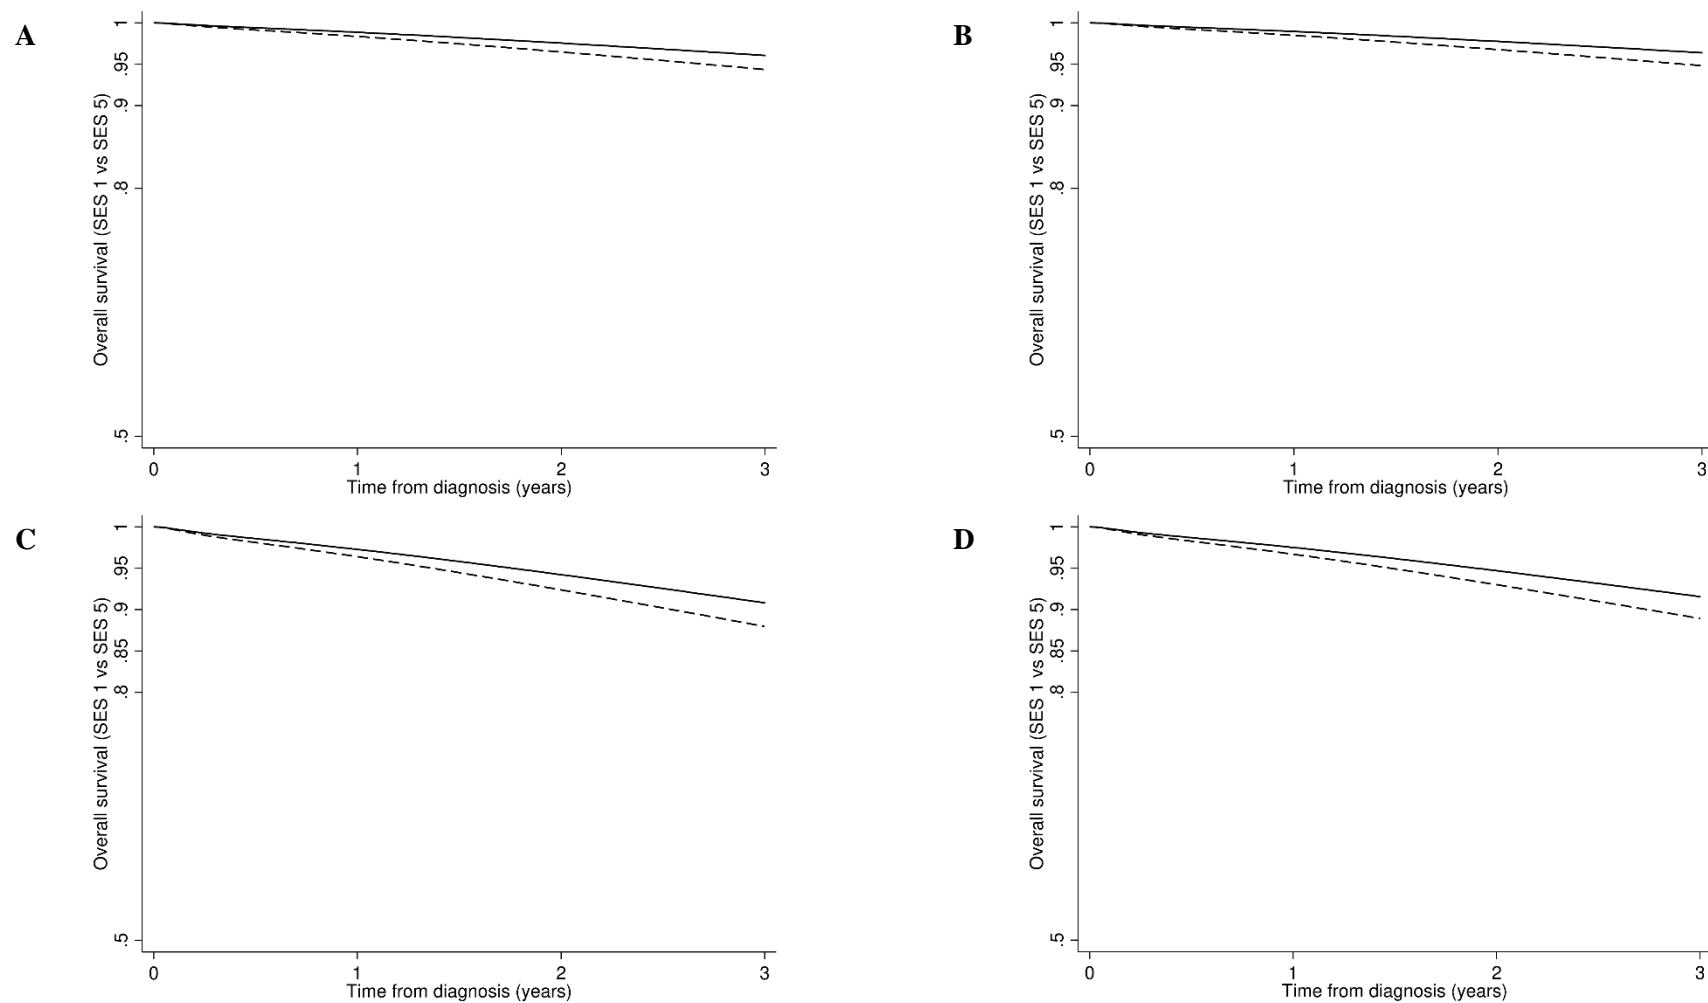 A
Overall survival (SES 1 vs SES 5)
1
.95
.9
.8
.5
0 1 2 3
Time from diagnosis (years)
B
Overall survival (SES 1 vs SES 5)
1
.95
.9
.8
.5
0 1 2 3
Time from diagnosis (years)
C
Overall survival (SES 1 vs SES 5)
1
.95
.9
.85
.8
.5
0 1 2 3
Time from diagnosis (years)
D
Overall survival (SES 1 vs SES 5)
1
.95
.9
.85
.8
.5
0 1 2 3
Time from diagnosis (years)